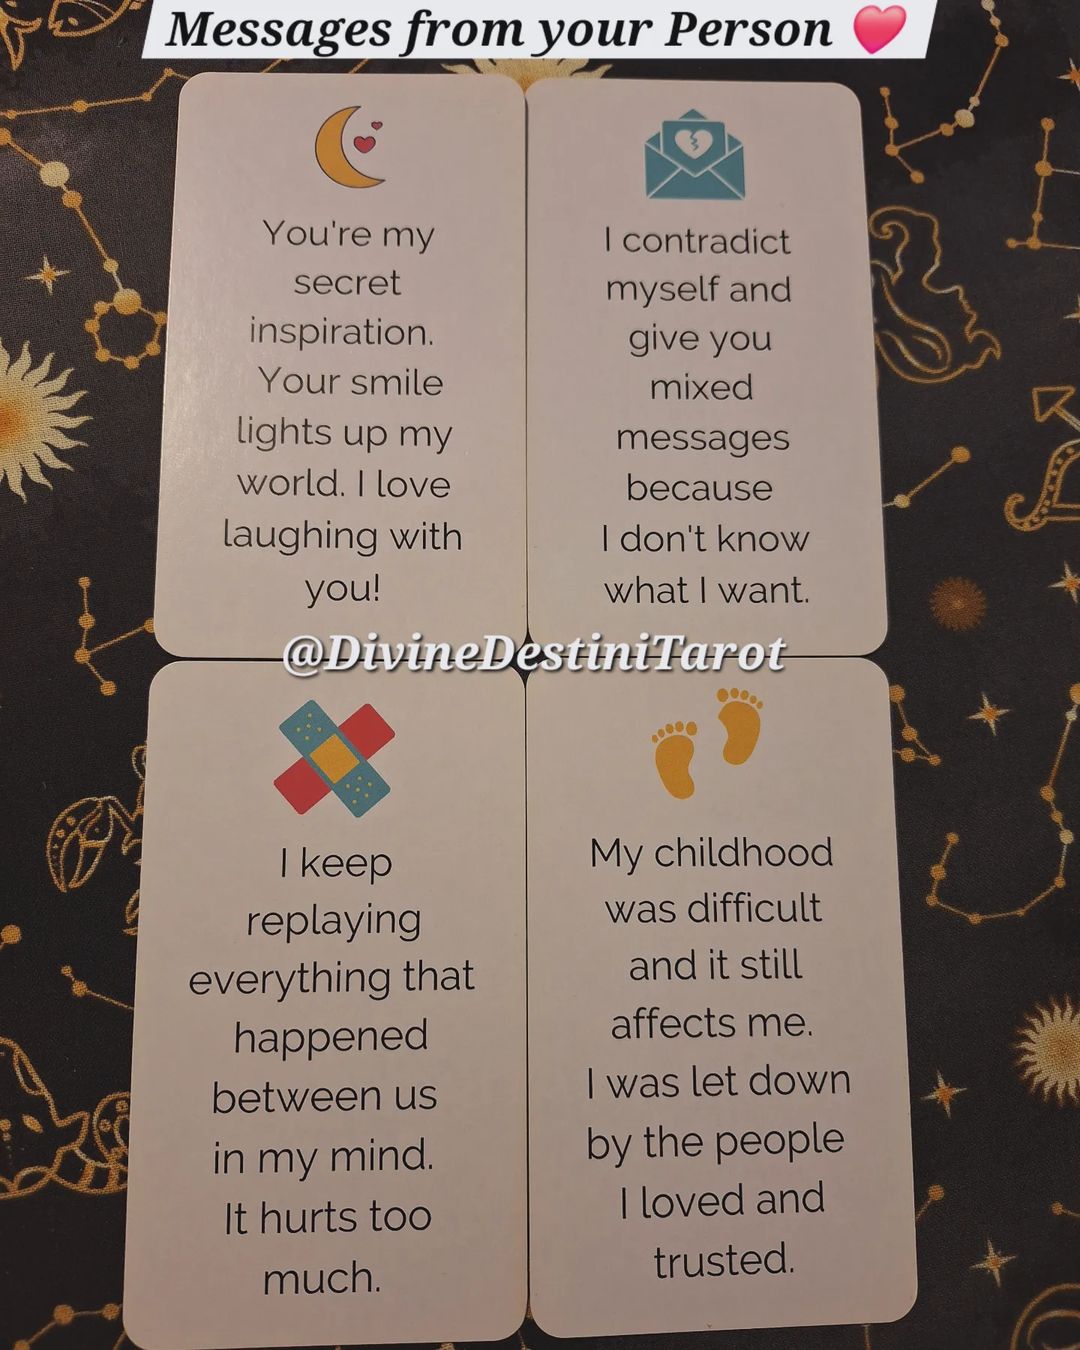 Messages from your Person
You're my
secret
inspiration.
Your smile
lights up my
world. I love
laughing with
you!
I contradict
myself and
give you
mixed
messages
because
I don't know
what I want.
@DivineDestiniTarot
I keep
replaying
everything that
happened
between us
in my mind.
It hurts too
much.
My childhood
was difficult
and it still
affects me.
I was let down
by the people
I loved and
trusted.